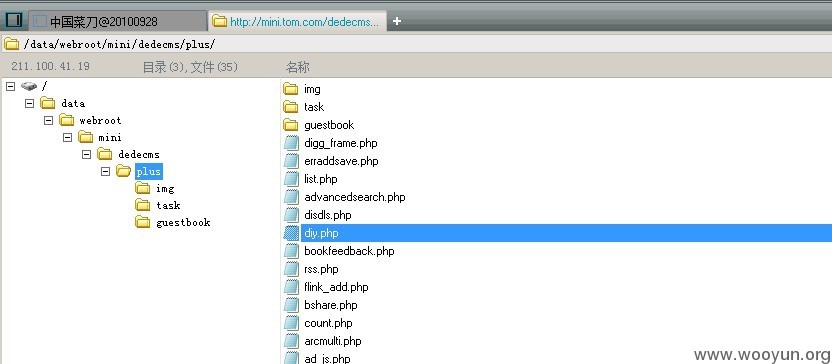 中国菜刀@20100928
http://mini.tom.com/dedecms...
+
/data/webroot/mini/dedecms/plus/
211.100.41.19
目录(3),文件(35)
名称
/
data
webroot
mini
dedecms
plus
img
task
guestbook
img
task
guestbook
digg_frame.php
erraddsave.php
list.php
advancedsearch.php
disdls.php
diy.php
bookfeedback.php
rss.php
flink_add.php
bshare.php
count.php
arcmulti.php
ad_js.php
www.wooyun.org